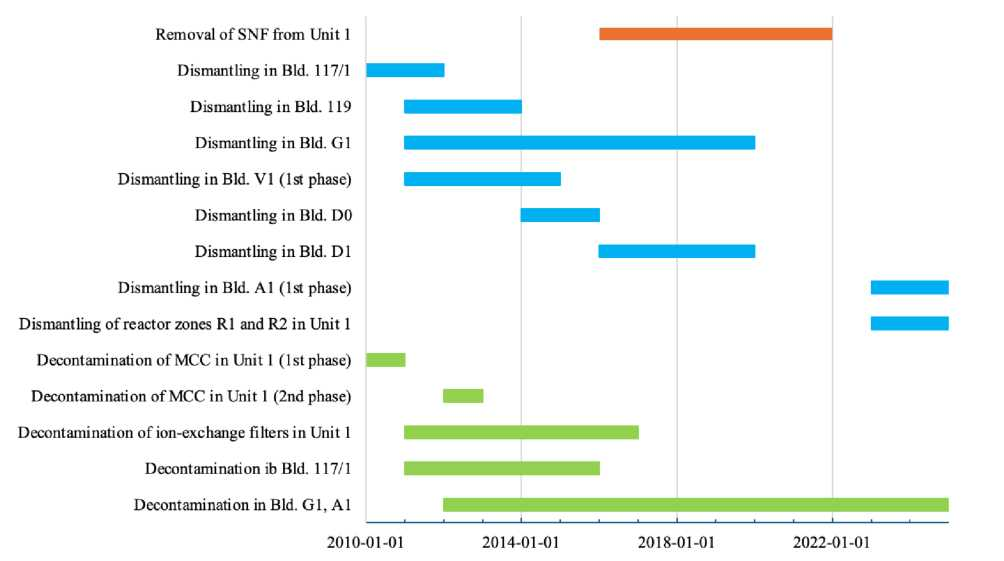 Removal of SNF from Unit 1
Dismantling in Bld. 117/1
Dismantling in Bld. 119
Dismantling in Bld. G1
Dismantling in Bld. V1 (1st phase)
Dismantling in Bld. D0
Dismantling in Bld. D1
Dismantling in Bld. A1 (1st phase)
Dismantling of reactor zones R1 and R2 in Unit 1
Decontamination of MCC in Unit 1 (1st phase)
Decontamination of MCC in Unit 1 (2nd phase)
Decontamination of ion-exchange filters in Unit 1
Decontamination ib Bld. 117/1
Decontamination in Bld. G1, A1
2010-01-01 2014-01-01 2018-01-01 2022-01-01